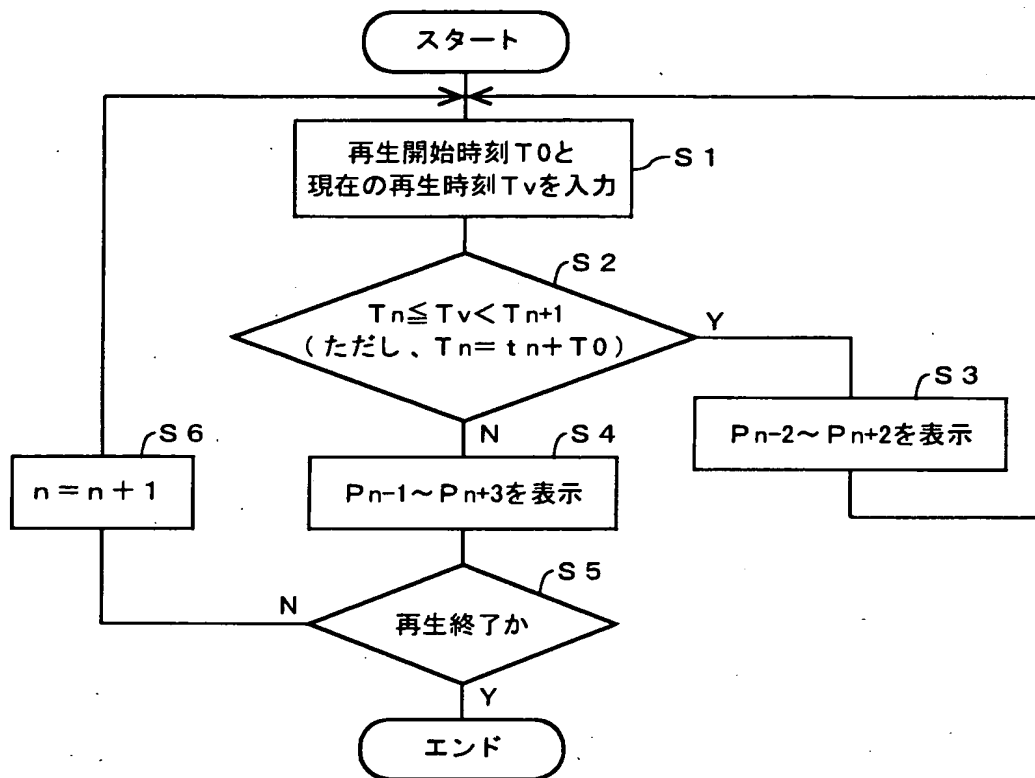 スタート
再生開始時刻T0と
現在の再生時刻Tvを入力
S1
S2
Tn≦Tv<Tn+1
(ただし、Tn=tn+T0)
Y
S3
Pn-2～Pn+2を表示
N
S4
Pn-1～Pn+3を表示
S6
n=n+1
S5
再生終了か
N
Y
エンド